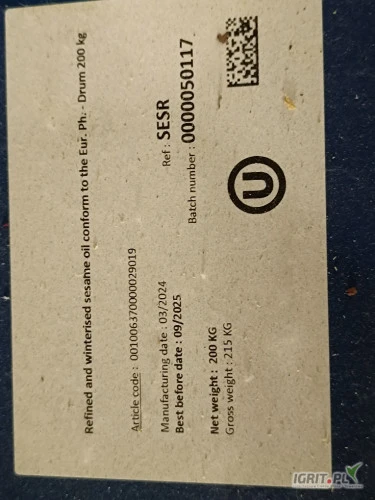 Refined and winterised sesame oil conform to the Eur. Ph. - Drum 200 kg
Article code : 001006370000029019
Ref : SESR
Manufacturing date : 03/2024
Batch number : 0000050117
Best before date : 09/2025
Net weight : 200 KG
Gross weight : 215 KG
U
IGRIT.PL